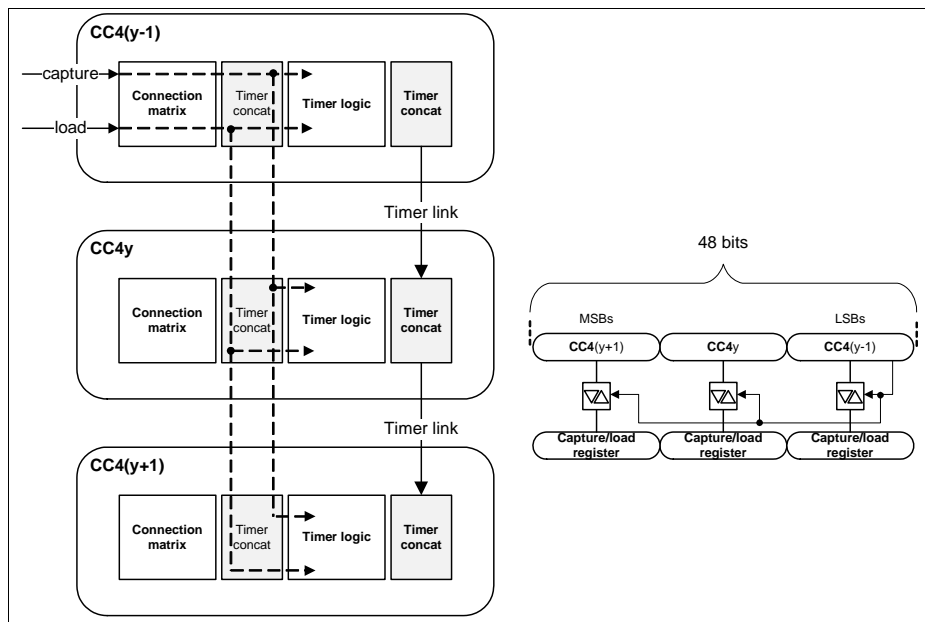 CC4(y-1)
capture
load
Connection
matrix
Timer
concat
Timer logic
Timer
concat
Timer link
CC4y
Connection
matrix
Timer
concat
Timer logic
Timer
concat
Timer link
CC4(y+1)
Connection
matrix
Timer
concat
Timer logic
Timer
concat
48 bits
MSBs
LSBs
CC4(y+1)
CC4y
CC4(y-1)
Capture/load
register
Capture/load
register
Capture/load
register